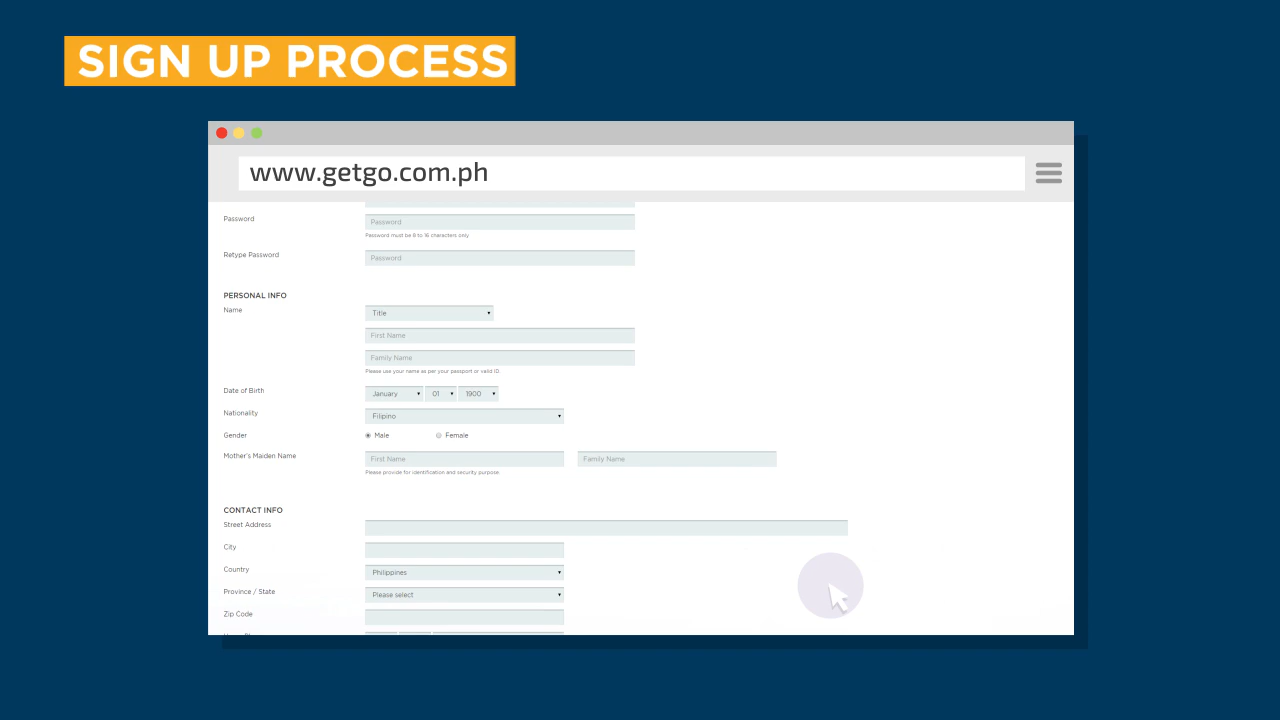 SIGN UP PROCESS
www.getgo.com.ph
Password Password
Password must be 8 to 16 characters only
Retype Password Password
PERSONAL INFO
Name Title
First Name
Family Name
Please use your name as per your passport or valid ID
Date of Birth January 01 1900
Nationality Filipino
Gender Male Female
Mother's Maiden Name First Name Family Name
Please provide for identification and security purpose.
CONTACT INFO
Street Address
City
Country Philippines
Province / State Please select
Zip Code